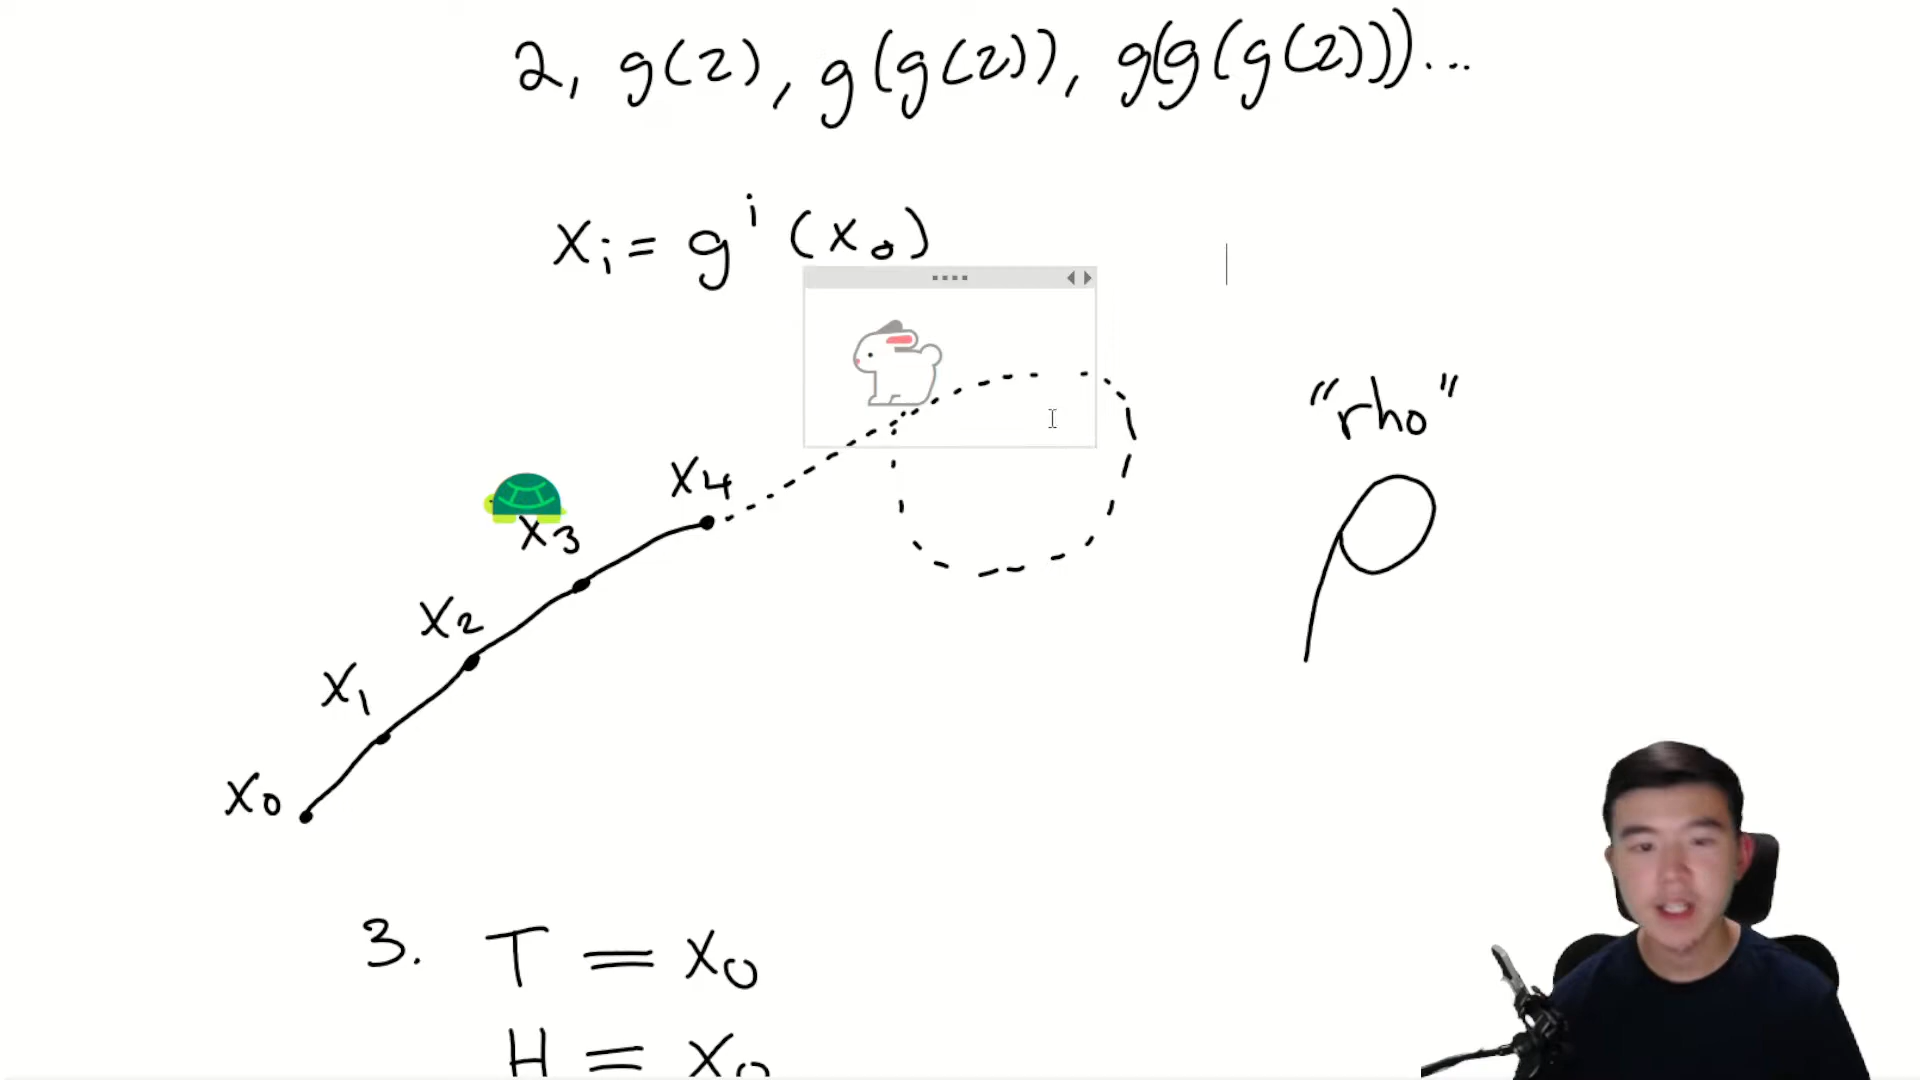 2, g(2), g(g(2)), g(g(g(2)))...
xi = g^i (x0)
"rho"
x4
x3
x2
x1
x0
3. T = x0
H = x0